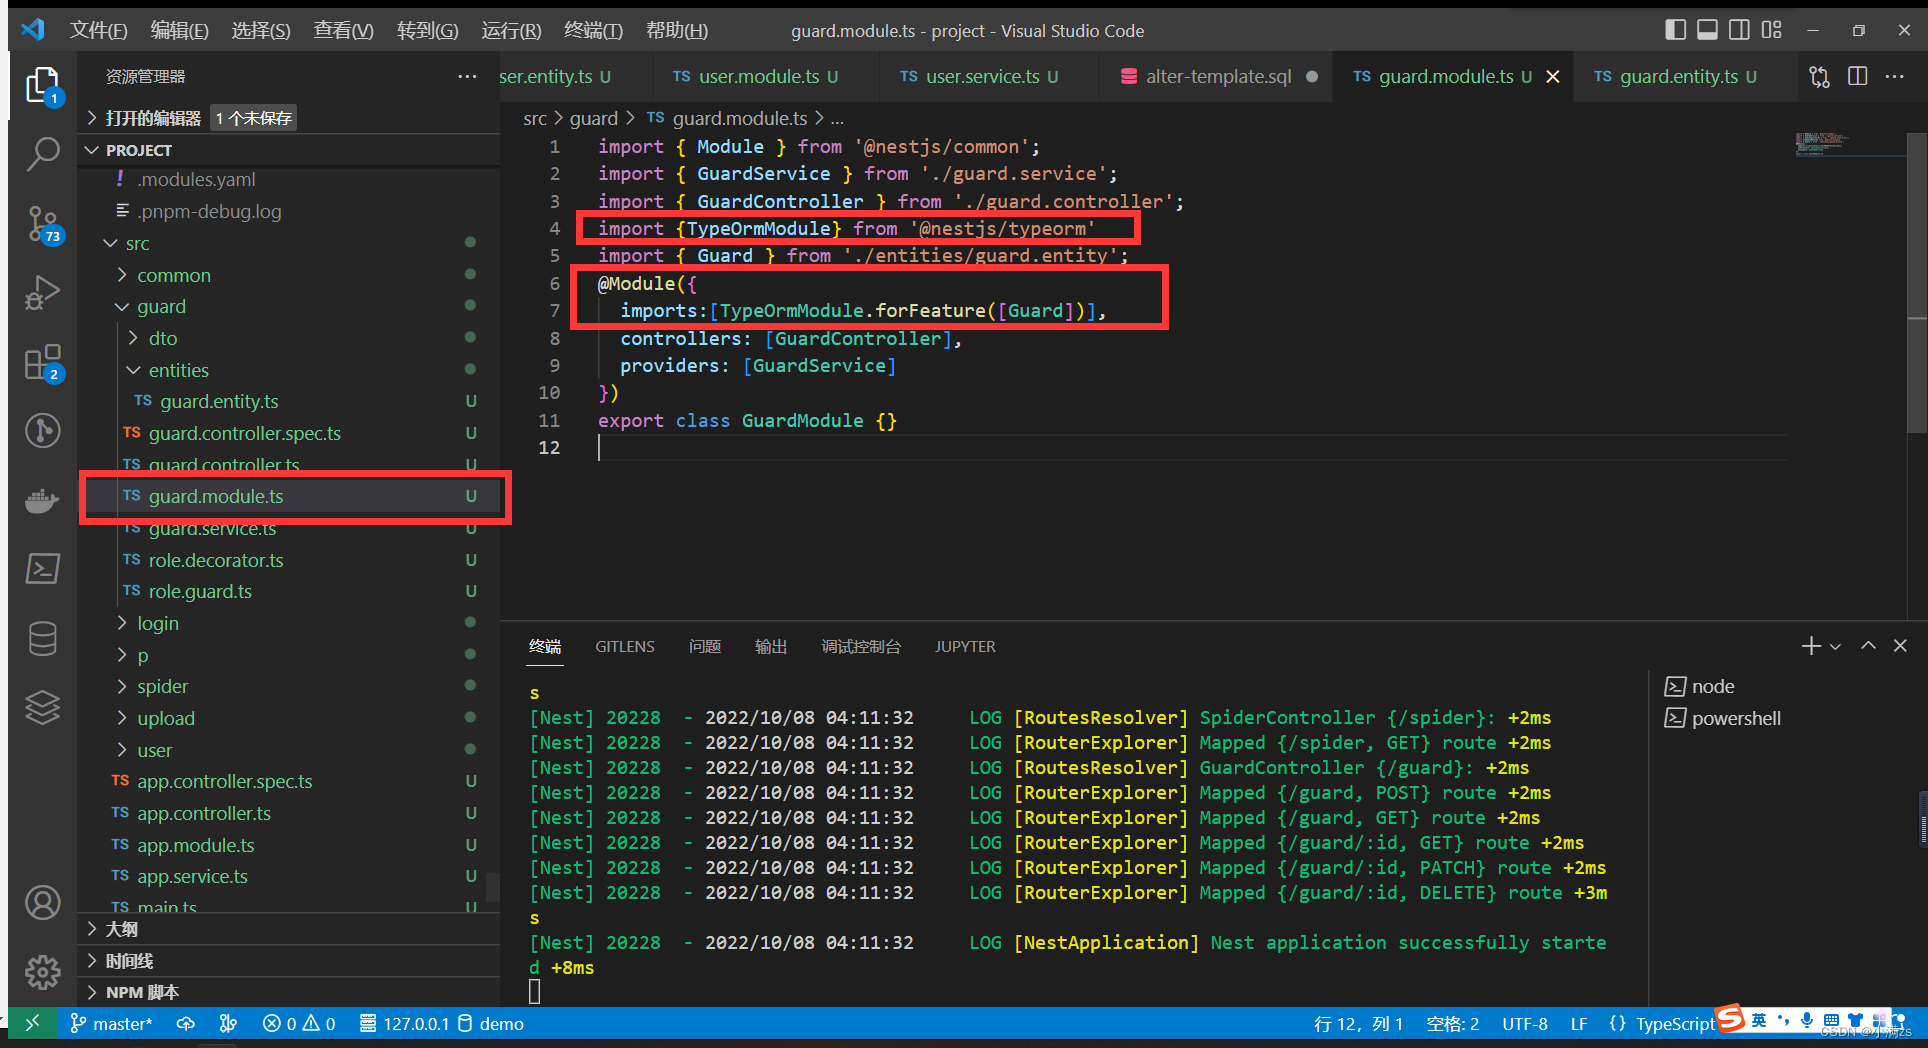 文件(F) 编辑(E) 选择(S) 查看(V) 转到(G) 运行(R) 终端(T) 帮助(H) guard.module.ts - project - Visual Studio Code
资源管理器
ser.entity.ts U TS user.module.ts U TS user.service.ts U alter-template.sql TS guard.module.ts U TS guard.entity.ts U
1
打开的编辑器 1 个未保存
PROJECT
! .modules.yaml
.pnpm-debug.log
73
src
common
guard
dto
2
entities
TS guard.entity.ts U
TS guard.controller.spec.ts U
TS guard.controller.ts U
TS guard.module.ts U
TS guard.service.ts U
TS role.decorator.ts U
TS role.guard.ts U
login
p
spider
upload
user
TS app.controller.spec.ts U
TS app.controller.ts U
TS app.module.ts U
TS app.service.ts U
TS main.ts U
大纲
时间线
NPM 脚本
src > guard > TS guard.module.ts > ...
1 import { Module } from '@nestjs/common';
2 import { GuardService } from './guard.service';
3 import { GuardController } from './guard.controller';
4 import {TypeOrmModule} from '@nestjs/typeorm'
5 import { Guard } from './entities/guard.entity';
6 @Module({
7 imports:[TypeOrmModule.forFeature([Guard])],
8 controllers: [GuardController],
9 providers: [GuardService]
10 })
11 export class GuardModule {}
12
终端 GITLENS 问题 输出 调试控制台 JUPYTER
s
[Nest] 20228 - 2022/10/08 04:11:32 LOG [RoutesResolver] SpiderController {/spider}: +2ms
[Nest] 20228 - 2022/10/08 04:11:32 LOG [RouterExplorer] Mapped {/spider, GET} route +2ms
[Nest] 20228 - 2022/10/08 04:11:32 LOG [RoutesResolver] GuardController {/guard}: +2ms
[Nest] 20228 - 2022/10/08 04:11:32 LOG [RouterExplorer] Mapped {/guard, POST} route +2ms
[Nest] 20228 - 2022/10/08 04:11:32 LOG [RouterExplorer] Mapped {/guard, GET} route +2ms
[Nest] 20228 - 2022/10/08 04:11:32 LOG [RouterExplorer] Mapped {/guard/:id, GET} route +2ms
[Nest] 20228 - 2022/10/08 04:11:32 LOG [RouterExplorer] Mapped {/guard/:id, PATCH} route +2ms
[Nest] 20228 - 2022/10/08 04:11:32 LOG [RouterExplorer] Mapped {/guard/:id, DELETE} route +3m
s
[Nest] 20228 - 2022/10/08 04:11:32 LOG [NestApplication] Nest application successfully starte
d +8ms
node
powershell
master* 0 0 127.0.0.1 demo 行 12，列 1 空格: 2 UTF-8 LF {} TypeScript 英
CSDN @小满zs